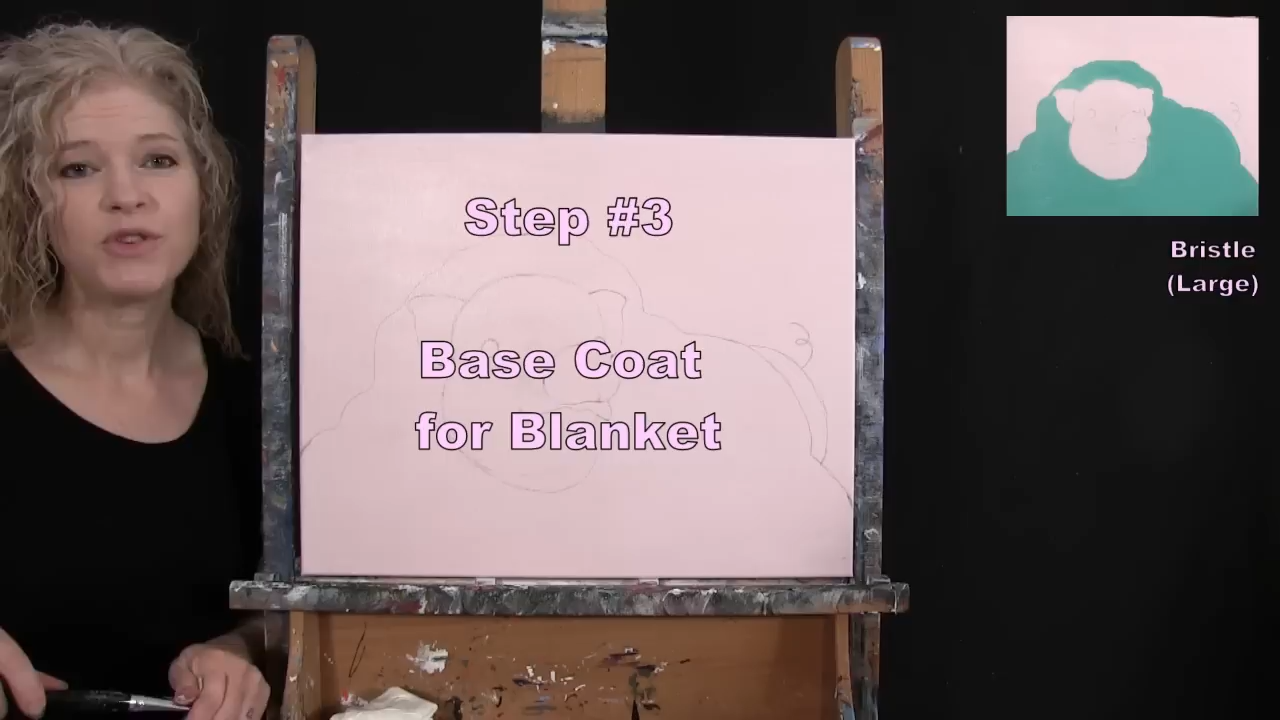 Step #3
Base Coat
for Blanket
Bristle
(Large)